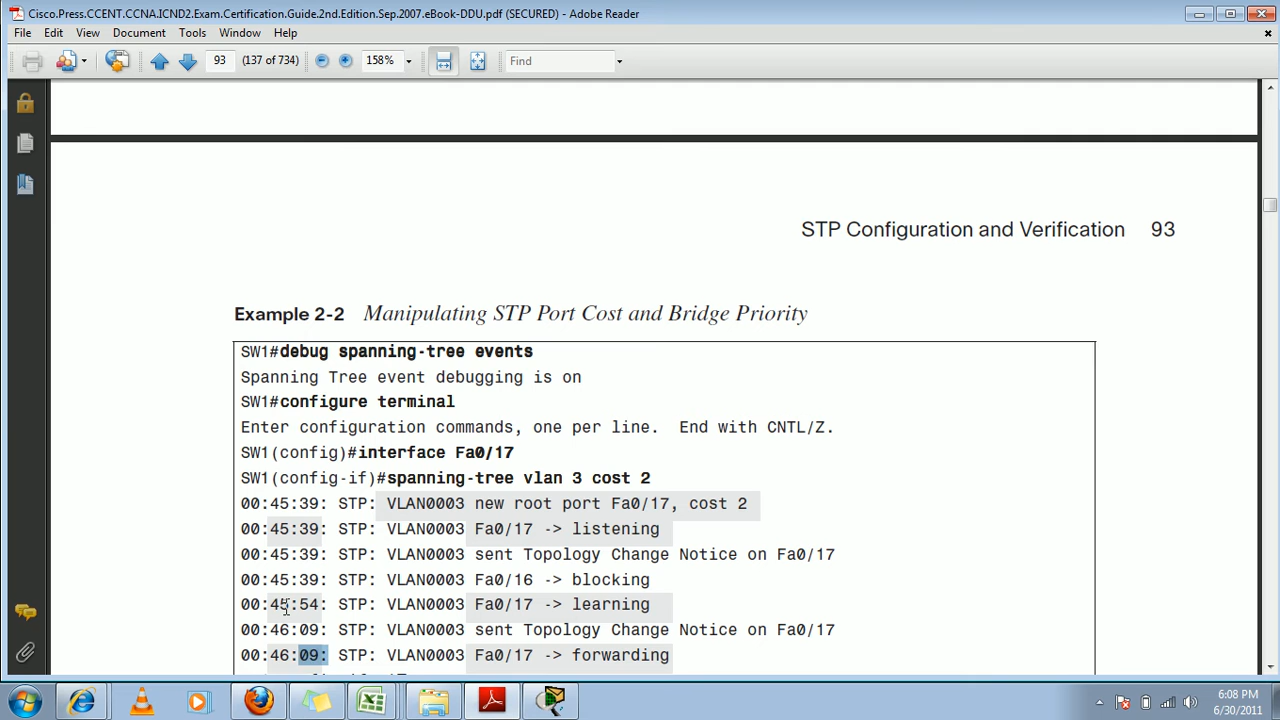 Cisco.Press.CCENT.CCNA.ICND2.Exam.Certification.Guide.2nd.Edition.Sep.2007.eBook-DDU.pdf (SECURED) - Adobe Reader
File Edit View Document Tools Window Help
93 (137 of 734) 158% Find
STP Configuration and Verification 93
Example 2-2 Manipulating STP Port Cost and Bridge Priority
SW1#debug spanning-tree events
Spanning Tree event debugging is on
SW1#configure terminal
Enter configuration commands, one per line. End with CNTL/Z.
SW1(config)#interface Fa0/17
SW1(config-if)#spanning-tree vlan 3 cost 2
00:45:39: STP: VLAN0003 new root port Fa0/17, cost 2
00:45:39: STP: VLAN0003 Fa0/17 -> listening
00:45:39: STP: VLAN0003 sent Topology Change Notice on Fa0/17
00:45:39: STP: VLAN0003 Fa0/16 -> blocking
00:45:54: STP: VLAN0003 Fa0/17 -> learning
00:46:09: STP: VLAN0003 sent Topology Change Notice on Fa0/17
00:46:09: STP: VLAN0003 Fa0/17 -> forwarding
6:08 PM
6/30/2011